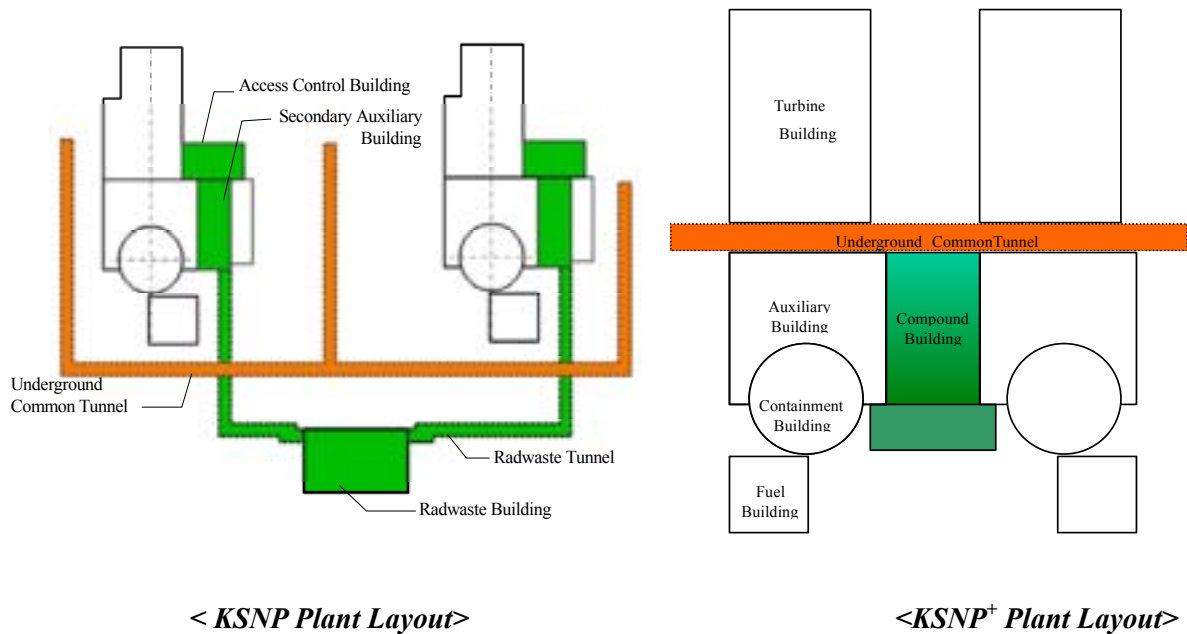 Access Control Building
Secondary Auxiliary
Building
Underground
Common Tunnel
Radwaste Tunnel
Radwaste Building
< KSNP Plant Layout>
Turbine
Building
Underground CommonTunnel
Auxiliary
Building
Compound
Building
Containment
Building
Fuel
Building
<KSNP+ Plant Layout>